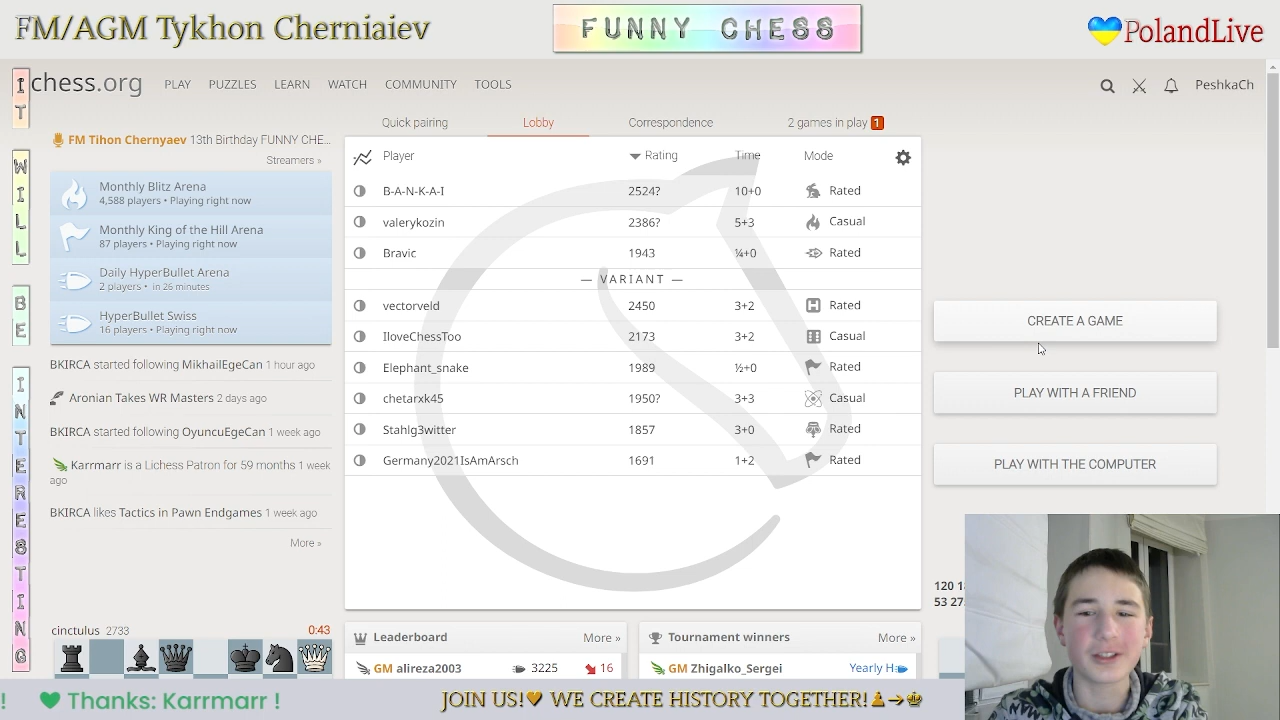 FM/AGM Tykhon Cherniaiev
FUNNY CHESS
PolandLive
chess.org
PLAY
PUZZLES
LEARN
WATCH
COMMUNITY
TOOLS
PeshkaCh
IT
WILL
BE
INTERESTING
FM Tihon Chernyaev 13th Birthday FUNNY CHE...
Streamers »
Monthly Blitz Arena
4,588 players • Playing right now
Monthly King of the Hill Arena
87 players • Playing right now
Daily HyperBullet Arena
2 players • in 26 minutes
HyperBullet Swiss
16 players • Playing right now
BKIRCA started following MikhailEgeCan 1 hour ago
Aronian Takes WR Masters 2 days ago
BKIRCA started following OyuncuEgeCan 1 week ago
Karrmarr is a Lichess Patron for 59 months 1 week
ago
BKIRCA likes Tactics in Pawn Endgames 1 week ago
More »
cinctulus 2733 0:43
Quick pairing
Lobby
Correspondence
2 games in play 1
Player Rating Time Mode
B-A-N-K-A-I 2524? 10+0 Rated
valerykozin 2386? 5+3 Casual
Bravic 1943 ¼+0 Rated
— VARIANT —
vectorveld 2450 3+2 Rated
IloveChessToo 2173 3+2 Casual
Elephant_snake 1989 ½+0 Rated
chetarxk45 1950? 3+3 Casual
Stahlg3witter 1857 3+0 Rated
Germany2021IsAmArsch 1691 1+2 Rated
CREATE A GAME
PLAY WITH A FRIEND
PLAY WITH THE COMPUTER
Leaderboard More »
GM alireza2003 3225 16
Tournament winners More »
GM Zhigalko_Sergei Yearly H
! Thanks: Karrmarr !
JOIN US! WE CREATE HISTORY TOGETHER!